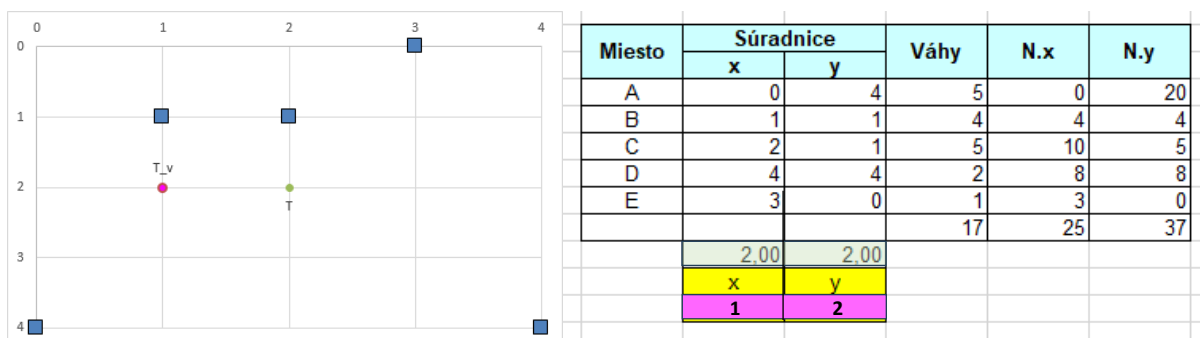 0 1 2 3 4
0
1
T_v
2
T
3
4
Miesto Súradnice Váhy N.x N.y
x y
A 0 4 5 0 20
B 1 1 4 4 4
C 2 1 5 10 5
D 4 4 2 8 8
E 3 0 1 3 0
17 25 37
2,00 2,00
x y
1 2